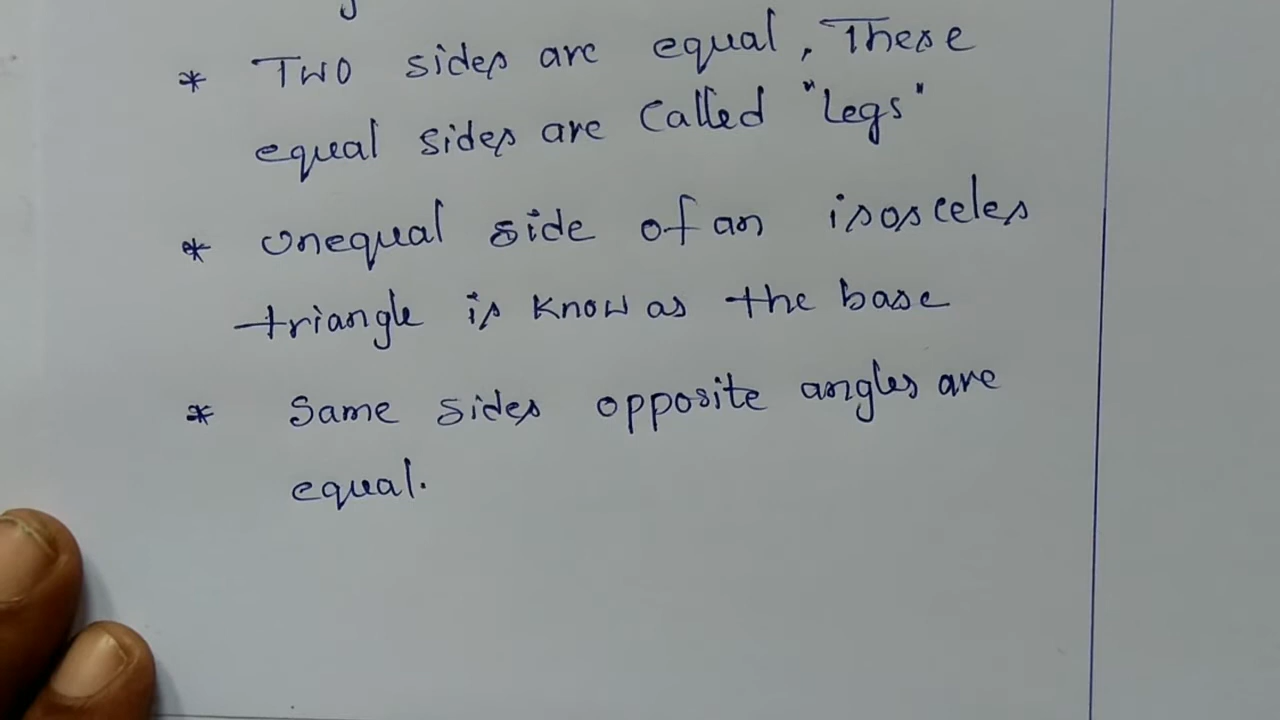 * Two sides are equal, These
equal sides are Called "Legs"
* Unequal side of an isosceles
triangle is know as the base
* Same sides opposite angles are
equal.